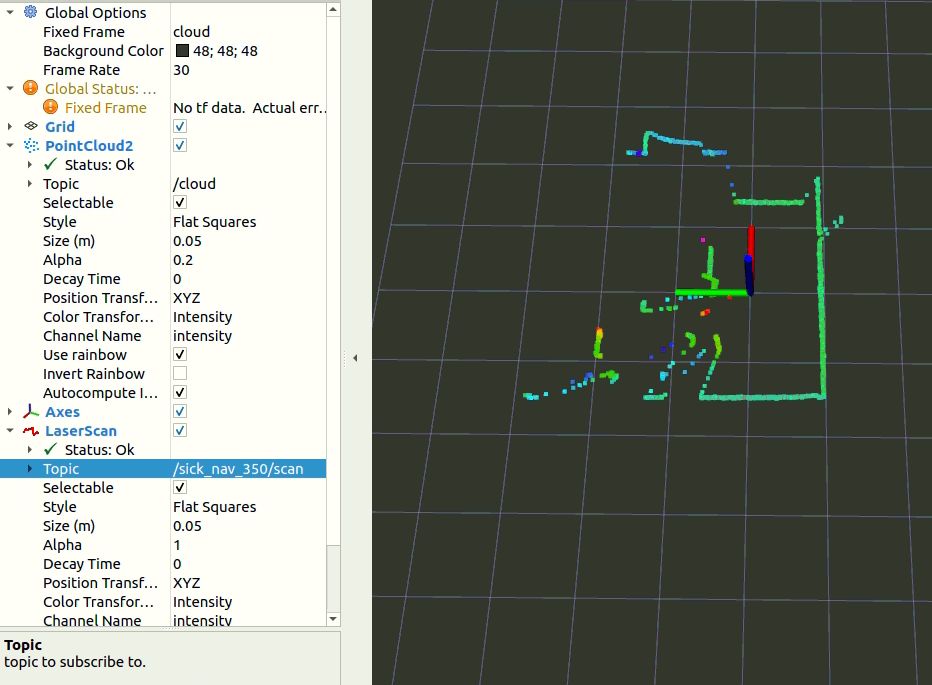 Global Options
Fixed Frame cloud
Background Color 48; 48; 48
Frame Rate 30
Global Status: ...
Fixed Frame No tf data. Actual err..
Grid
PointCloud2
Status: Ok
Topic /cloud
Selectable
Style Flat Squares
Size (m) 0.05
Alpha 0.2
Decay Time 0
Position Transf... XYZ
Color Transfor... Intensity
Channel Name intensity
Use rainbow
Invert Rainbow
Autocompute I...
Axes
LaserScan
Status: Ok
Topic /sick_nav_350/scan
Selectable
Style Flat Squares
Size (m) 0.05
Alpha 1
Decay Time 0
Position Transf... XYZ
Color Transfor... Intensity
Channel Name intensity
Topic
topic to subscribe to.